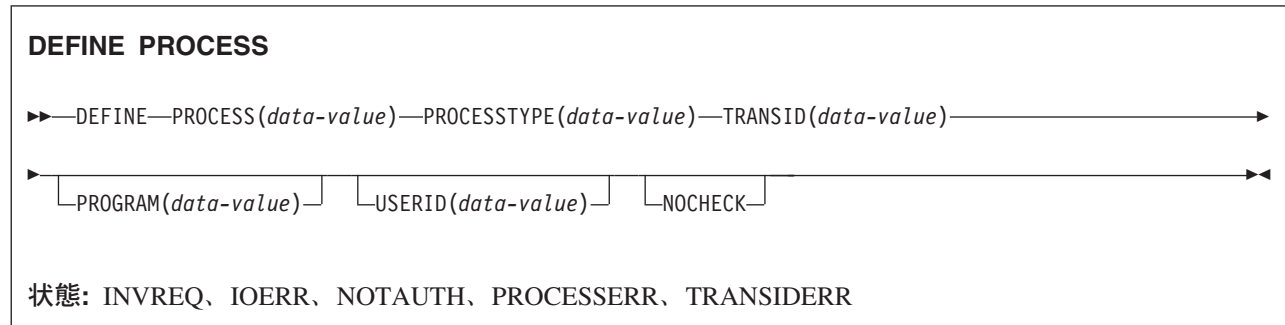 DEFINE PROCESS
DEFINE PROCESS(data-value) PROCESSTYPE(data-value) TRANSID(data-value)
PROGRAM(data-value) USERID(data-value) NOCHECK
状態: INVREQ、IOERR、NOTAUTH、PROCESSERR、TRANSIDERR